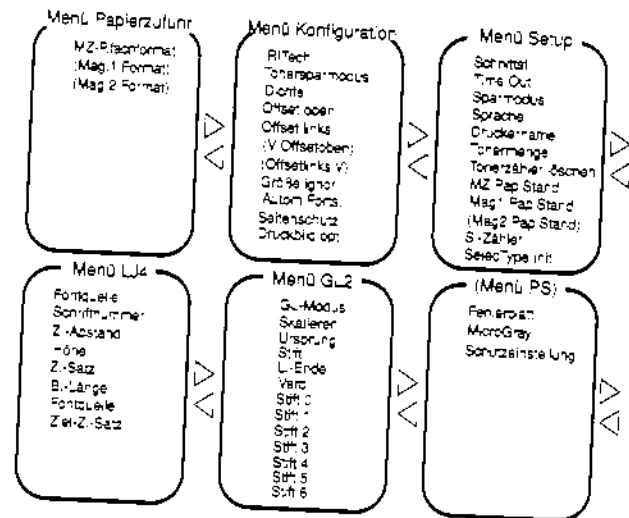 Menü Papierzufuhr
MZ-P.fachformat
(Mag.1 Format)
(Mag.2 Format)
Menü Konfiguration
RITech
Tonersparmodus
Dichte
Offset oben
Offset links
(V.Offsetoben)
(Offsetlinks V)
Größe ignor
Autom.Forts.
Seitenschutz
Druckbild opt
Menü Setup
Schnittst
Time Out
Sparmodus
Sprache
Druckername
Tonermenge
Tonerzähler löschen
MZ Pap Stand
Mag1 Pap Stand
(Mag2 Pap Stand)
S.-Zähler
SelecType Init
Menü LJ4
Fontquelle
Schriftnummer
Z.-Abstand
Höhe
Z.-Satz
B.-Länge
Fontquelle
Ziel-Z.-Satz
Menü GL2
GL-Modus
Skalieren
Ursprung
Stift
L.-Ende
Verb
Stift 0
Stift 1
Stift 2
Stift 3
Stift 4
Stift 5
Stift 6
(Menü PS)
Fehlerblatt
MicroGray
Schutzeinstellung